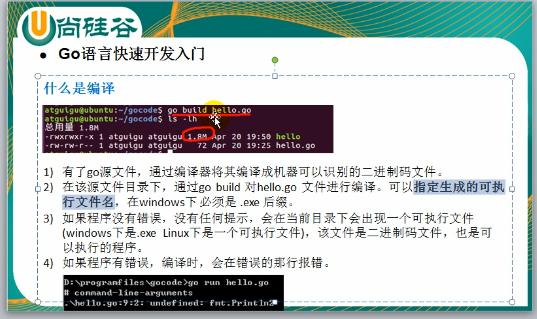 尚硅谷
● Go语言快速开发入门
什么是编译
atguigu@ubuntu:~/gocode$ go build hello.go
atguigu@ubuntu:~/gocode$ ls -lh
总用量 1.8M
-rwxrwxr-x 1 atguigu atguigu 1.8M Apr 20 19:50 hello
-rw-rw-r-- 1 atguigu atguigu 72 Apr 20 19:25 hello.go
1) 有了go源文件，通过编译器将其编译成机器可以识别的二进制码文件。
2) 在该源文件目录下，通过go build 对hello.go 文件进行编译。可以指定生成的可执
行文件名，在windows下必须是 .exe 后缀。
3) 如果程序没有错误，没有任何提示，会在当前目录下会出现一个可执行文件
(windows下是.exe Linux下是一个可执行文件)，该文件是二进制码文件，也是可
以执行的程序。
4) 如果程序有错误，编译时，会在错误的那行报错。
D:\programfiles\gocode>go run hello.go
# command-line-arguments
.\hello.go:9:2: undefined: fmt.Println2